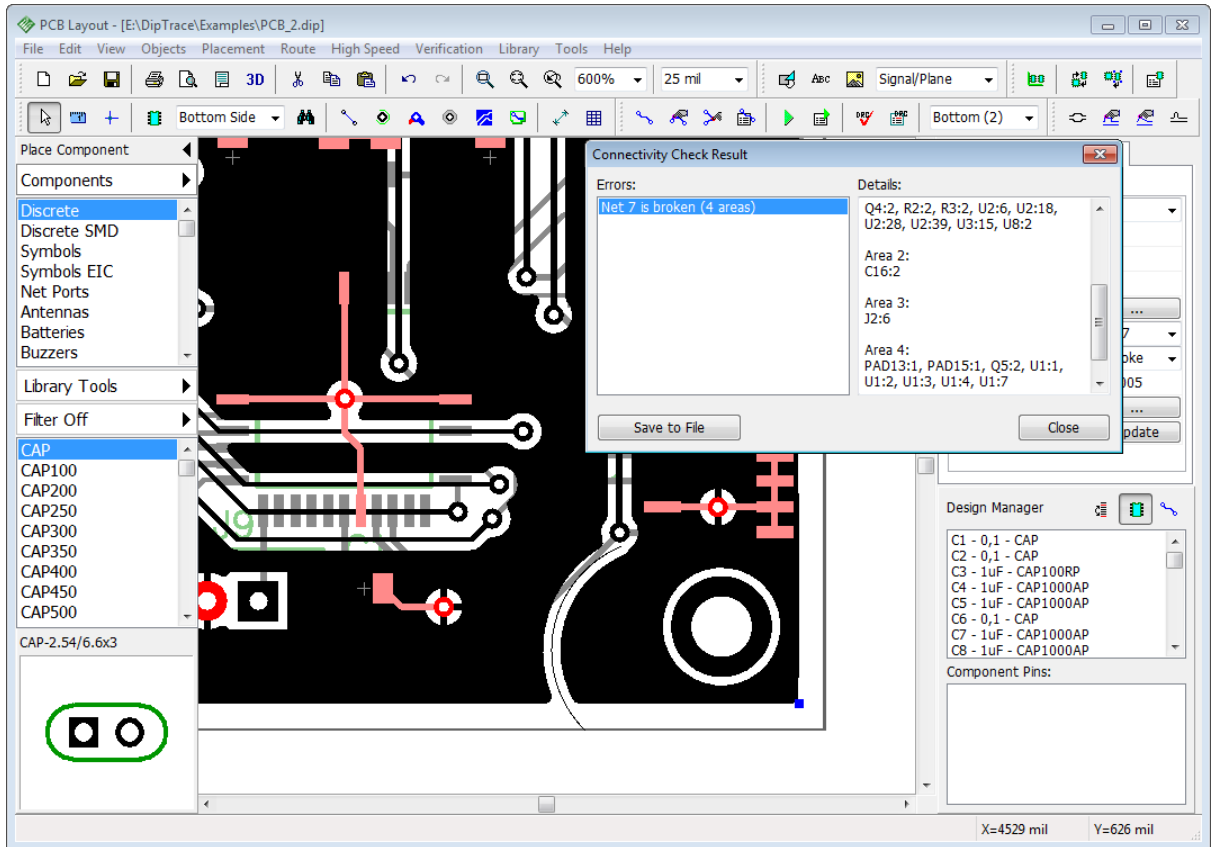 PCB Layout - [E:\DipTrace\Examples\PCB_2.dip]
File Edit View Objects Placement Route High Speed Verification Library Tools Help
3D 600% 25 mil ABC Signal/Plane
Bottom Side DRC DRC Bottom (2)
Place Component
Components
Discrete
Discrete SMD
Symbols
Symbols EIC
Net Ports
Antennas
Batteries
Buzzers
Library Tools
Filter Off
CAP
CAP100
CAP200
CAP250
CAP300
CAP350
CAP400
CAP450
CAP500
CAP-2.54/6.6x3
U9
Connectivity Check Result
Errors:
Net 7 is broken (4 areas)
Details:
Q4:2, R2:2, R3:2, U2:6, U2:18,
U2:28, U2:39, U3:15, U8:2
Area 2:
C16:2
Area 3:
J2:6
Area 4:
PAD13:1, PAD15:1, Q5:2, U1:1,
U1:2, U1:3, U1:4, U1:7
Save to File
Close
...
7
oke
005
...
pdate
Design Manager
C1 - 0,1 - CAP
C2 - 0,1 - CAP
C3 - 1uF - CAP100RP
C4 - 1uF - CAP1000AP
C5 - 1uF - CAP1000AP
C6 - 0,1 - CAP
C7 - 1uF - CAP1000AP
C8 - 1uF - CAP1000AP
Component Pins:
X=4529 mil
Y=626 mil